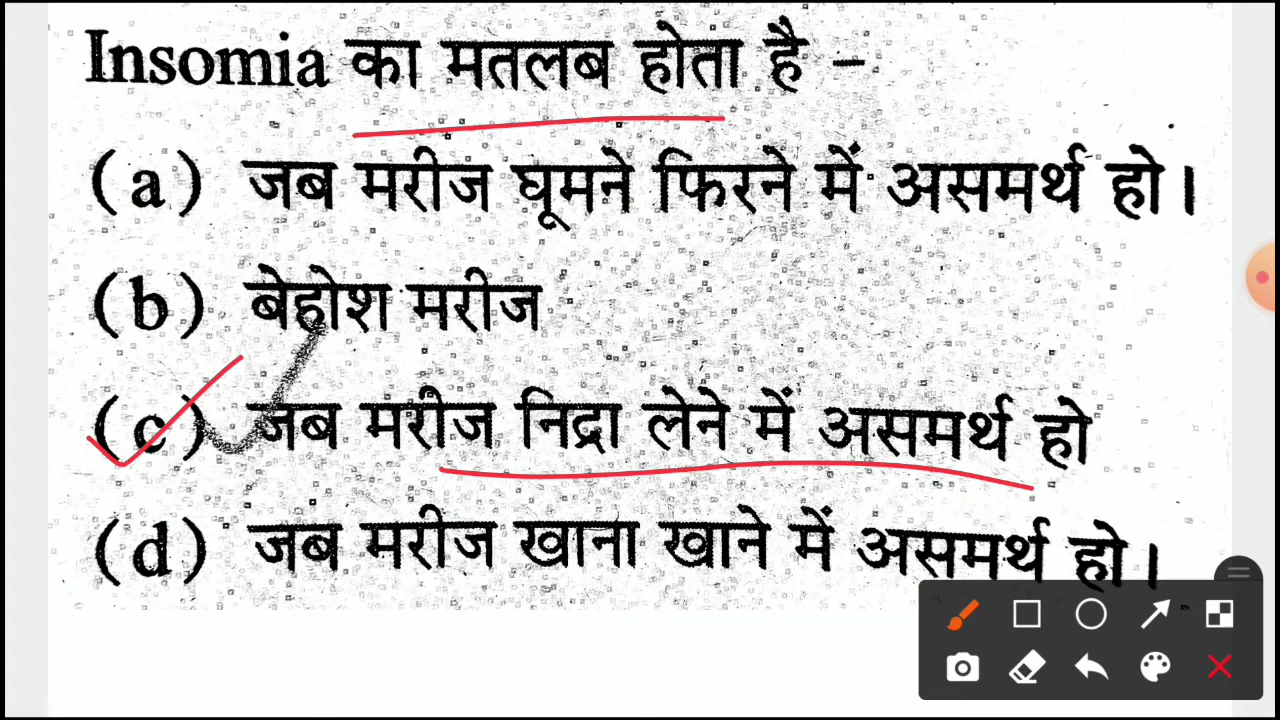 Insomia का मतलब होता है –
(a) जब मरीज घूमने फिरने में असमर्थ हो।
(b) बेहोश मरीज
(c) जब मरीज निद्रा लेने में असमर्थ हो
(d) जब मरीज खाना खाने में असमर्थ हो।